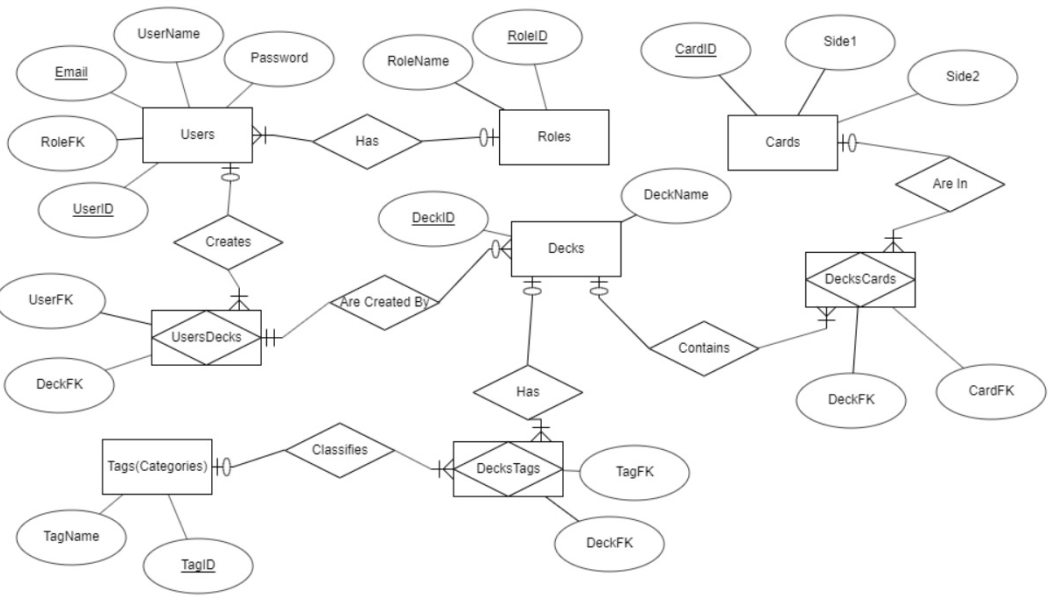 UserName
RoleID
Email
Password
RoleName
CardID
Side1
Side2
RoleFK
Users
Has
Roles
Cards
UserID
Are In
DeckID
DeckName
Creates
Decks
DecksCards
UserFK
Are Created By
UsersDecks
Contains
DeckFK
Has
DeckFK
CardFK
Tags(Categories)
Classifies
DecksTags
TagFK
TagName
TagID
DeckFK